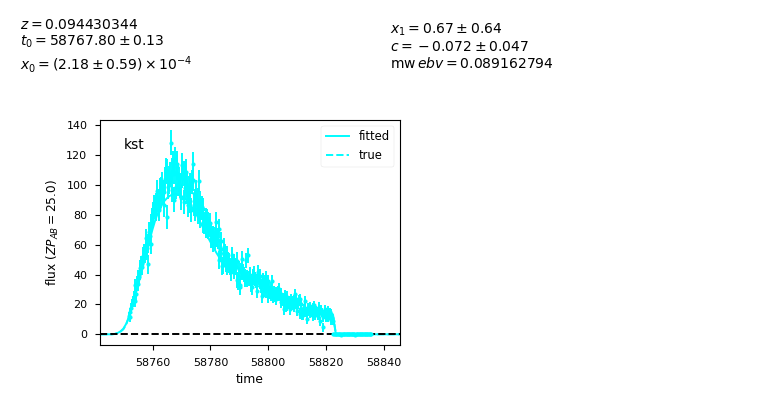 z = 0.094430344
t₀ = 58767.80 ± 0.13
x₀ = (2.18 ± 0.59) × 10⁻⁴
x₁ = 0.67 ± 0.64
c = −0.072 ± 0.047
mw ebv = 0.089162794
kst
fitted
true
140
120
100
80
60
40
20
0
flux (ZP_AB = 25.0)
58760 58780 58800 58820 58840
time